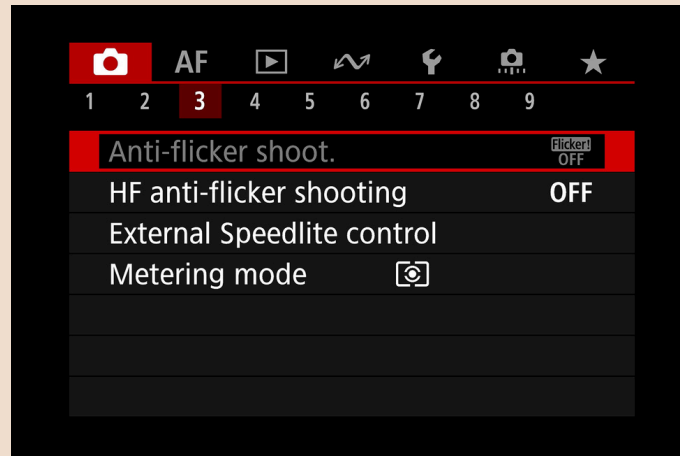 AF
1 2 3 4 5 6 7 8 9
Anti-flicker shoot. Flicker! OFF
HF anti-flicker shooting OFF
External Speedlite control
Metering mode